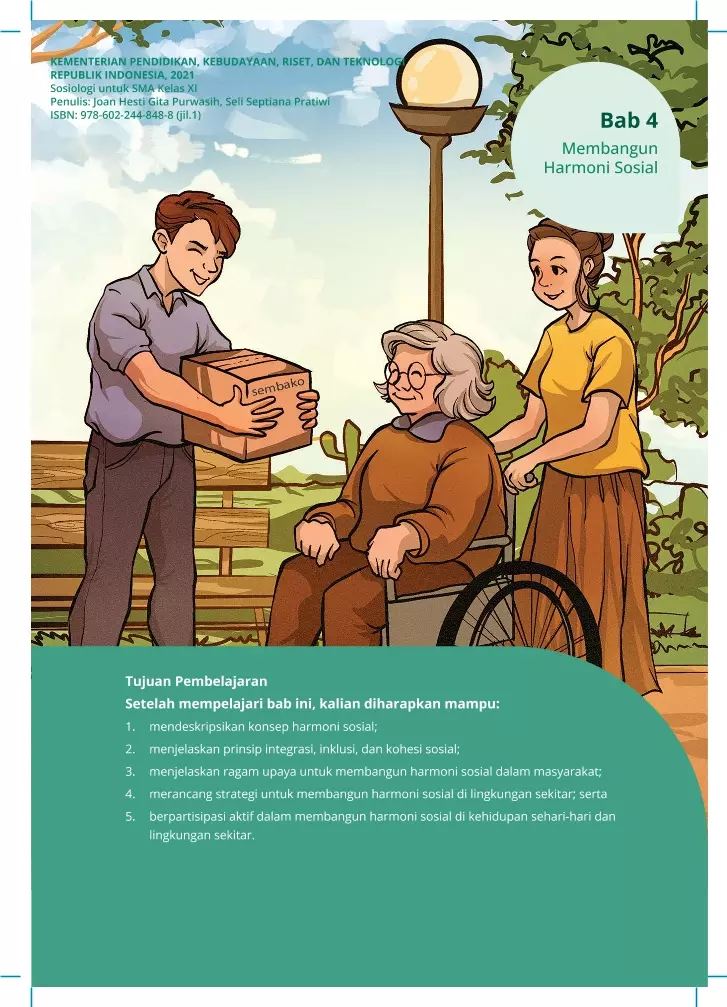 KEMENTERIAN PENDIDIKAN, KEBUDAYAAN, RISET, DAN TEKNOLOGI
REPUBLIK INDONESIA, 2021
Sosiologi untuk SMA Kelas XI
Penulis: Joan Hesti Gita Purwasih, Seli Septiana Pratiwi
ISBN: 978-602-244-848-8 (jil.1)
Bab 4
Membangun
Harmoni Sosial
sembako
Tujuan Pembelajaran
Setelah mempelajari bab ini, kalian diharapkan mampu:
1. mendeskripsikan konsep harmoni sosial;
2. menjelaskan prinsip integrasi, inklusi, dan kohesi sosial;
3. menjelaskan ragam upaya untuk membangun harmoni sosial dalam masyarakat;
4. merancang strategi untuk membangun harmoni sosial di lingkungan sekitar; serta
5. berpartisipasi aktif dalam membangun harmoni sosial di kehidupan sehari-hari dan
lingkungan sekitar.